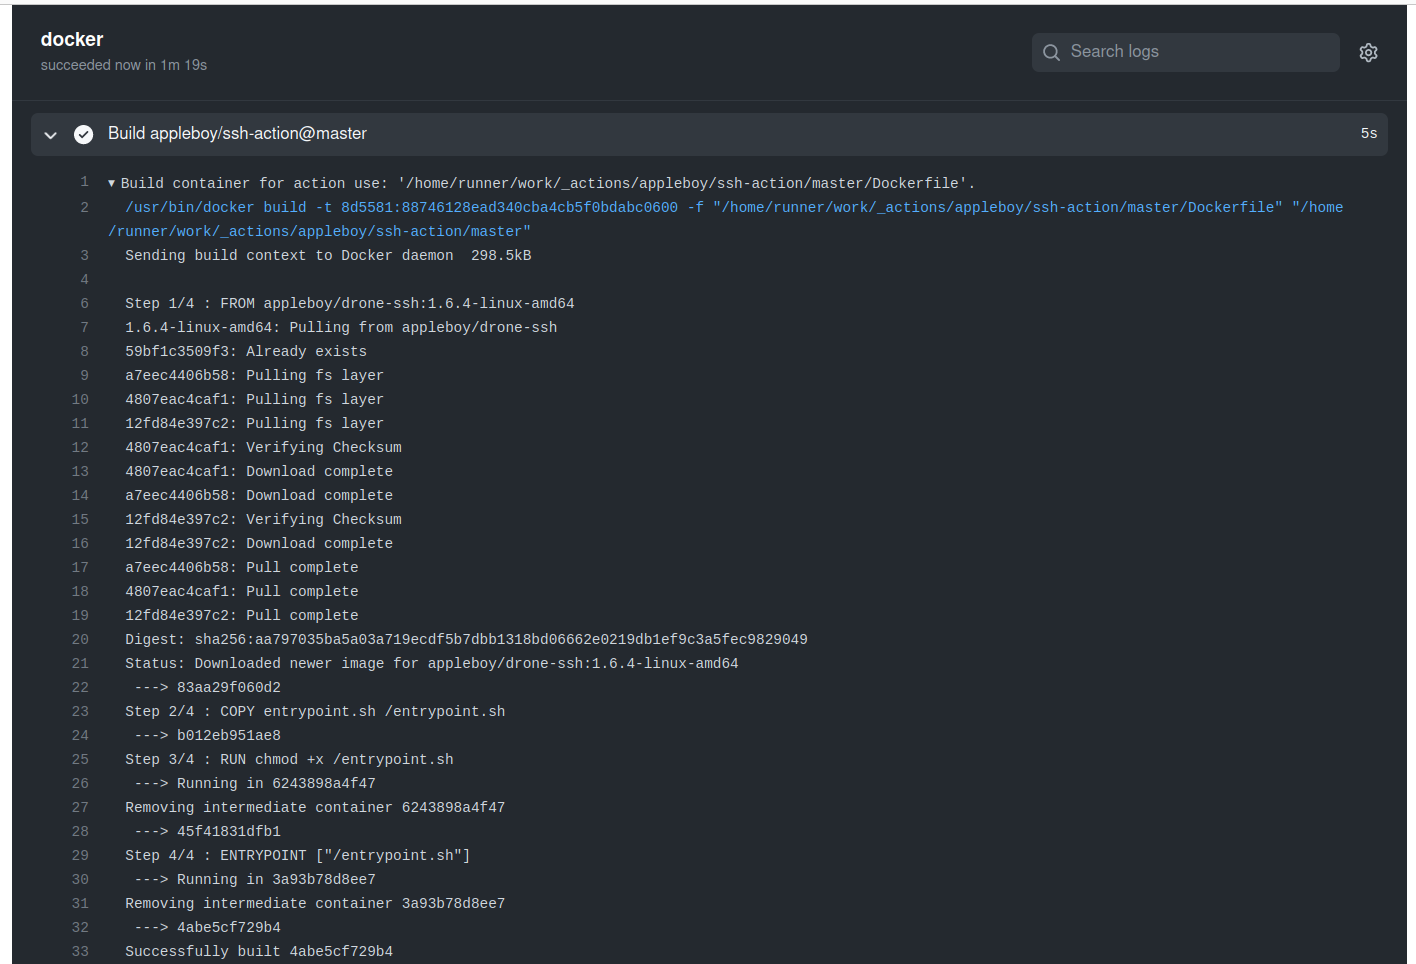 docker
succeeded now in 1m 19s
Search logs
Build appleboy/ssh-action@master 5s
1 ▼ Build container for action use: '/home/runner/work/_actions/appleboy/ssh-action/master/Dockerfile'.
2 /usr/bin/docker build -t 8d5581:88746128ead340cba4cb5f0bdabc0600 -f "/home/runner/work/_actions/appleboy/ssh-action/master/Dockerfile" "/home
/runner/work/_actions/appleboy/ssh-action/master"
3 Sending build context to Docker daemon  298.5kB
4
6 Step 1/4 : FROM appleboy/drone-ssh:1.6.4-linux-amd64
7 1.6.4-linux-amd64: Pulling from appleboy/drone-ssh
8 59bf1c3509f3: Already exists
9 a7eec4406b58: Pulling fs layer
10 4807eac4caf1: Pulling fs layer
11 12fd84e397c2: Pulling fs layer
12 4807eac4caf1: Verifying Checksum
13 4807eac4caf1: Download complete
14 a7eec4406b58: Download complete
15 12fd84e397c2: Verifying Checksum
16 12fd84e397c2: Download complete
17 a7eec4406b58: Pull complete
18 4807eac4caf1: Pull complete
19 12fd84e397c2: Pull complete
20 Digest: sha256:aa797035ba5a03a719ecdf5b7dbb1318bd06662e0219db1ef9c3a5fec9829049
21 Status: Downloaded newer image for appleboy/drone-ssh:1.6.4-linux-amd64
22 ---> 83aa29f060d2
23 Step 2/4 : COPY entrypoint.sh /entrypoint.sh
24 ---> b012eb951ae8
25 Step 3/4 : RUN chmod +x /entrypoint.sh
26 ---> Running in 6243898a4f47
27 Removing intermediate container 6243898a4f47
28 ---> 45f41831dfb1
29 Step 4/4 : ENTRYPOINT ["/entrypoint.sh"]
30 ---> Running in 3a93b78d8ee7
31 Removing intermediate container 3a93b78d8ee7
32 ---> 4abe5cf729b4
33 Successfully built 4abe5cf729b4